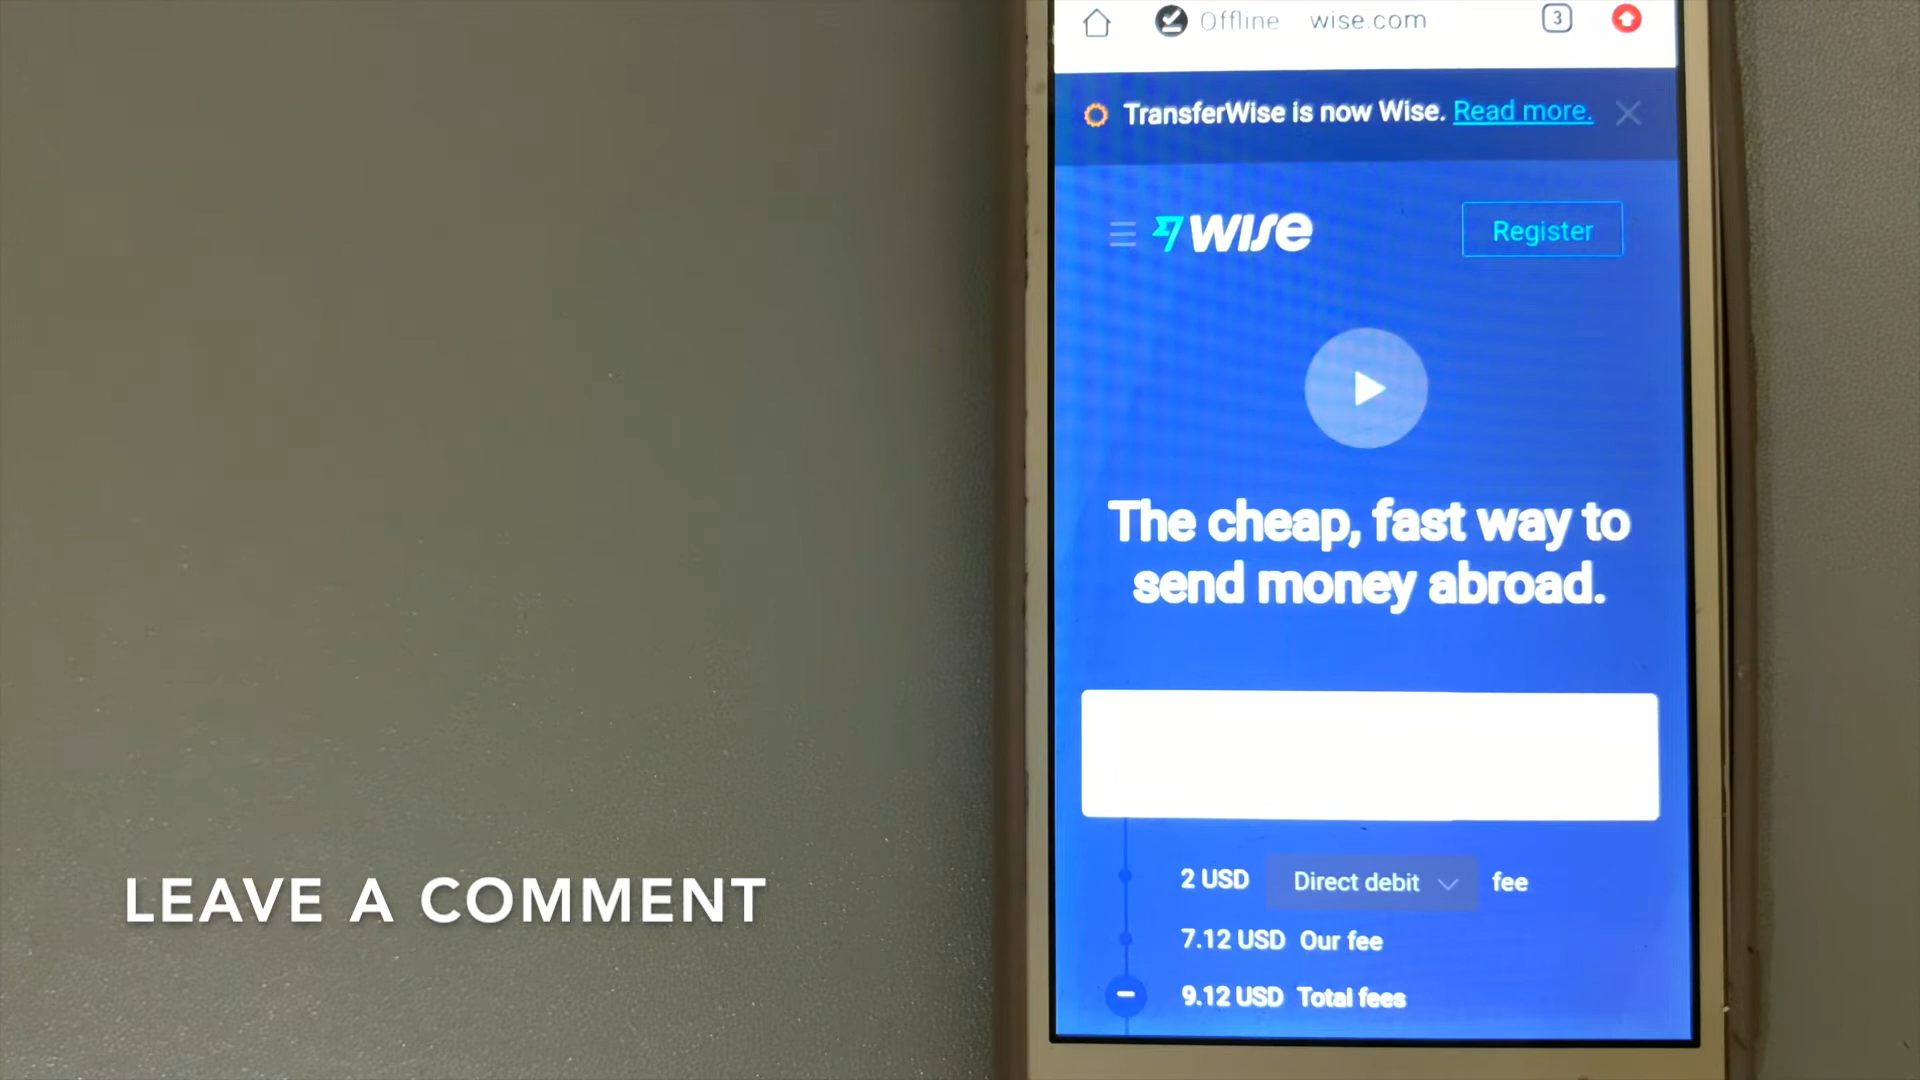 Offline wise.com 3
TransferWise is now Wise. Read more.
wise
Register
The cheap, fast way to
send money abroad.
2 USD Direct debit fee
7.12 USD Our fee
9.12 USD Total fees
LEAVE A COMMENT